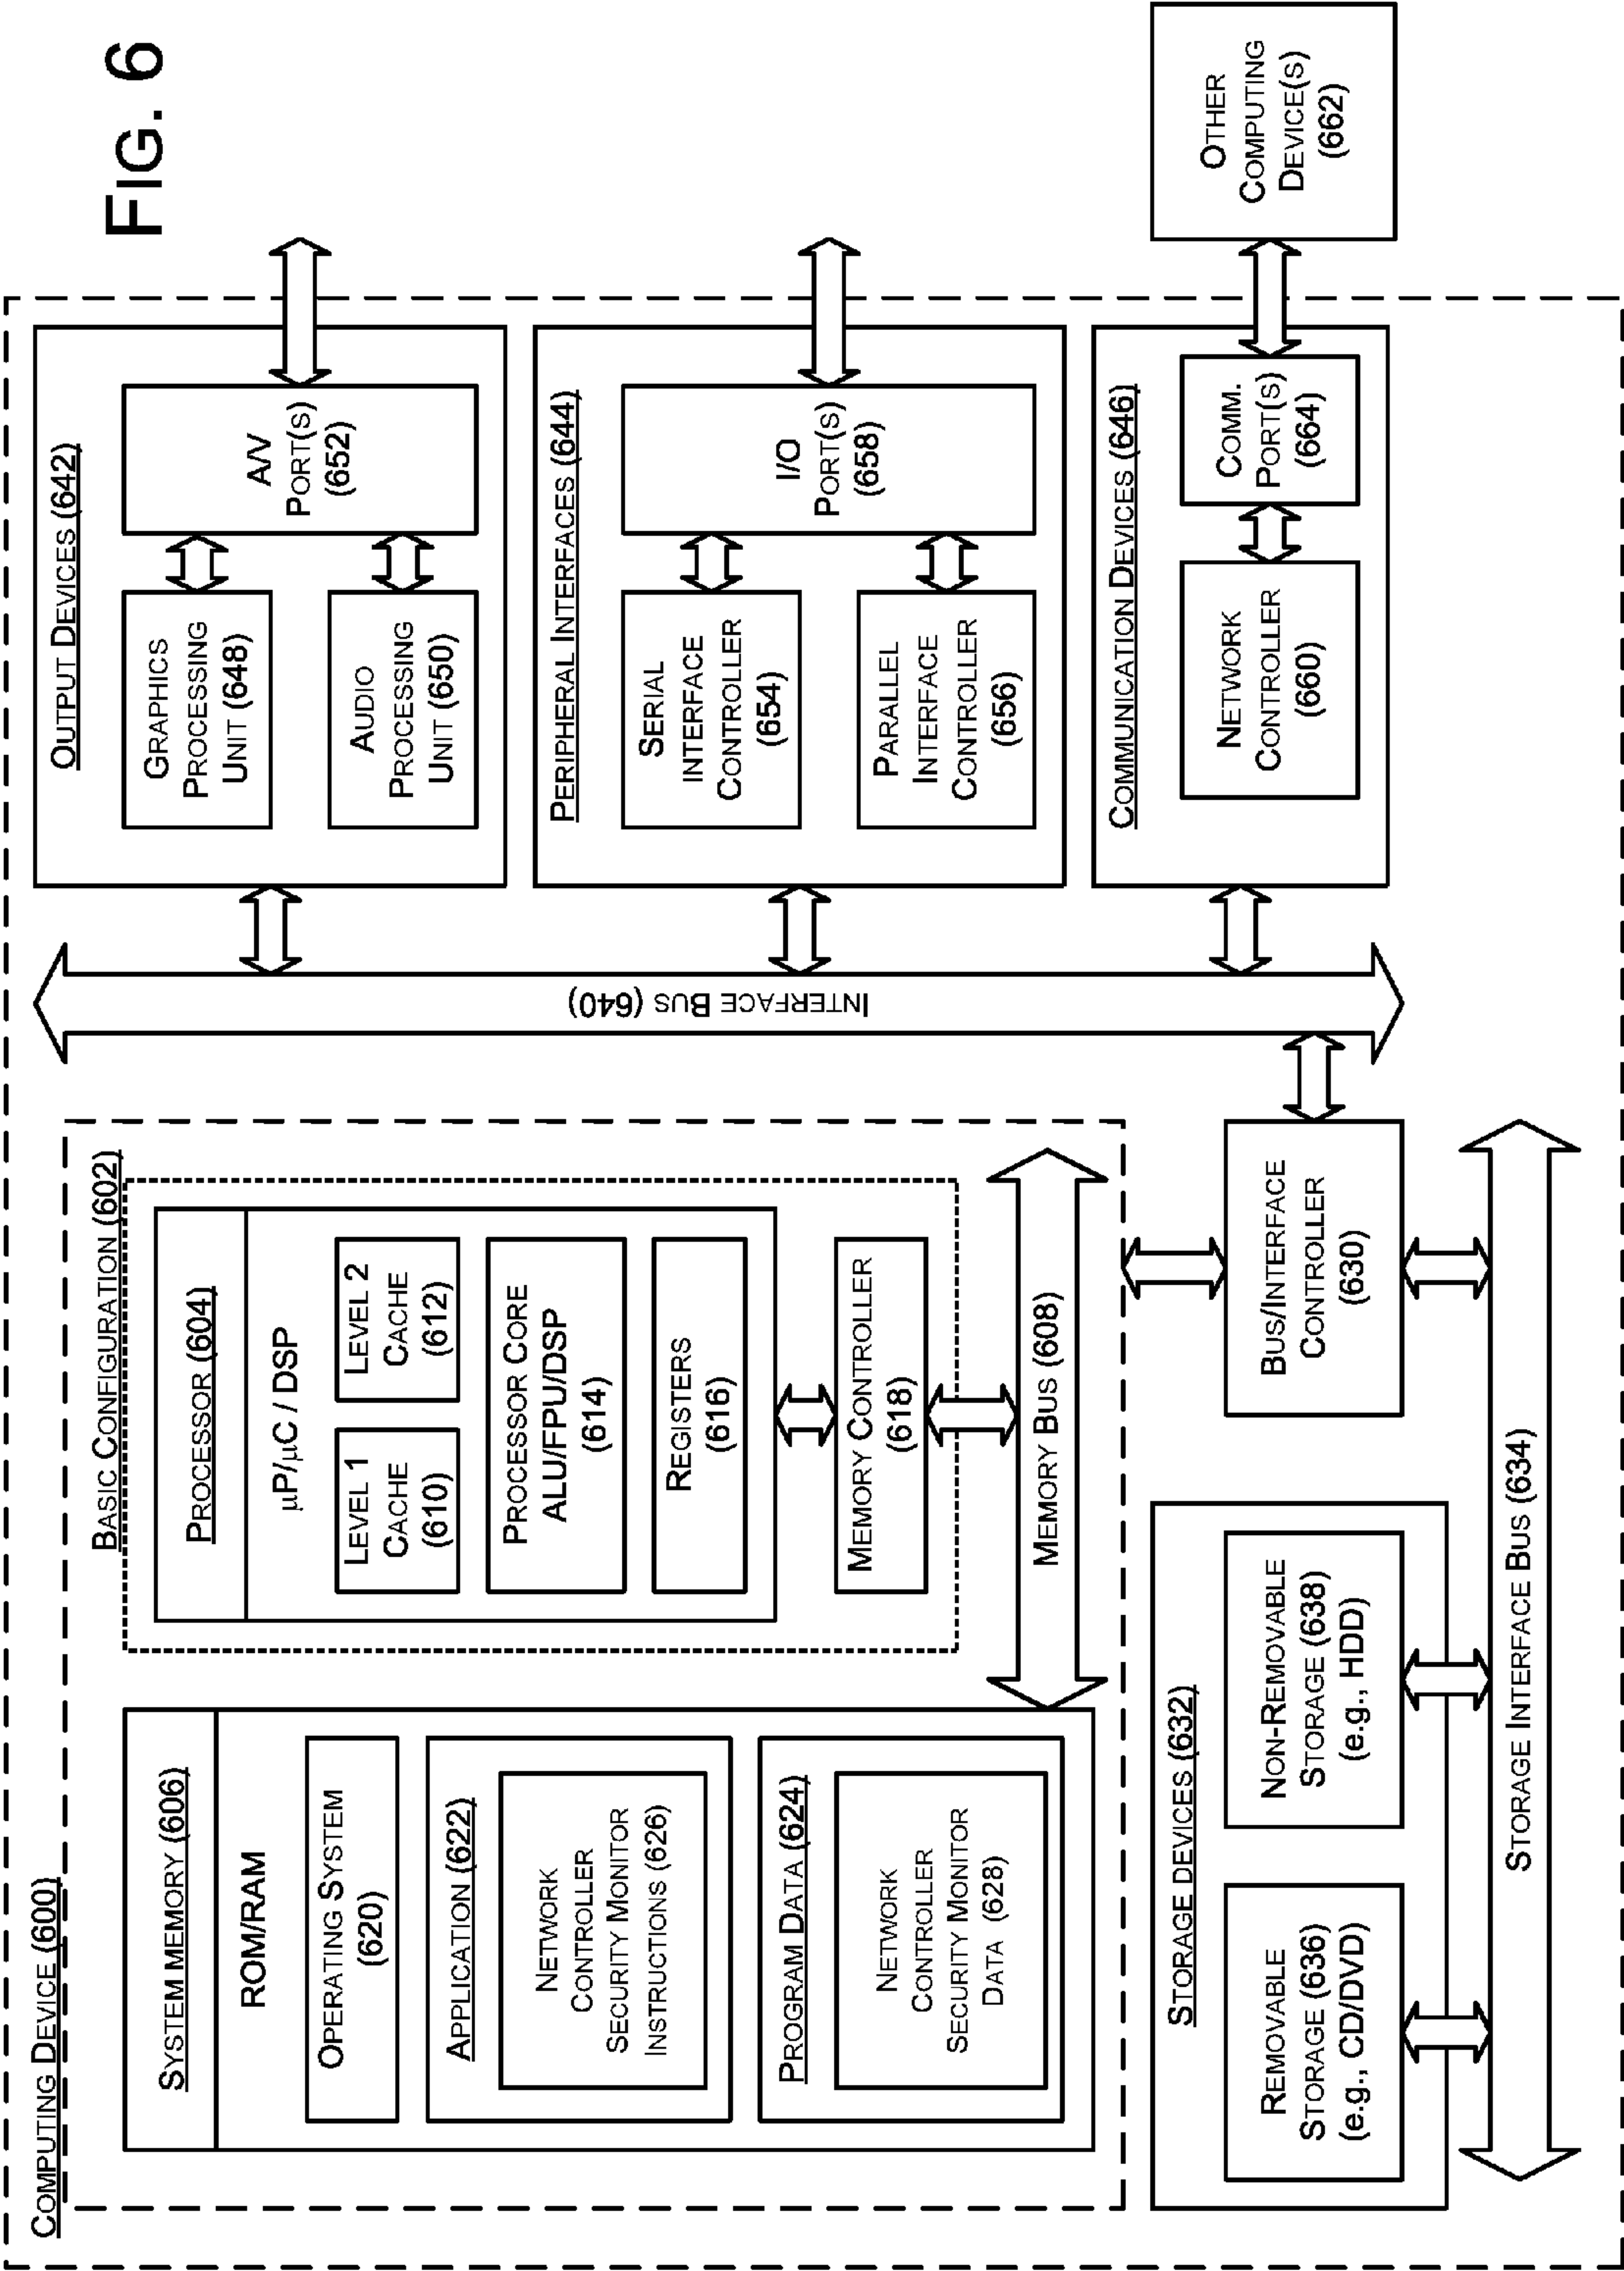 FIG. 6
COMPUTING DEVICE (600)
BASIC CONFIGURATION (602)
SYSTEM MEMORY (606)
ROM/RAM
OPERATING SYSTEM
(620)
APPLICATION (622)
NETWORK
CONTROLLER
SECURITY MONITOR
INSTRUCTIONS (626)
PROGRAM DATA (624)
NETWORK
CONTROLLER
SECURITY MONITOR
DATA (628)
PROCESSOR (604)
µP/µC / DSP
LEVEL 1
CACHE
(610)
LEVEL 2
CACHE
(612)
PROCESSOR CORE
ALU/FPU/DSP
(614)
REGISTERS
(616)
MEMORY CONTROLLER
(618)
MEMORY BUS (608)
BUS/INTERFACE
CONTROLLER
(630)
STORAGE DEVICES (632)
REMOVABLE
STORAGE (636)
(e.g., CD/DVD)
NON-REMOVABLE
STORAGE (638)
(e.g., HDD)
STORAGE INTERFACE BUS (634)
INTERFACE BUS (640)
OUTPUT DEVICES (642)
GRAPHICS
PROCESSING
UNIT (648)
AUDIO
PROCESSING
UNIT (650)
A/V
PORT(S)
(652)
PERIPHERAL INTERFACES (644)
SERIAL
INTERFACE
CONTROLLER
(654)
PARALLEL
INTERFACE
CONTROLLER
(656)
I/O
PORT(S)
(658)
COMMUNICATION DEVICES (646)
NETWORK
CONTROLLER
(660)
COMM.
PORT(S)
(664)
OTHER
COMPUTING
DEVICE(S)
(662)